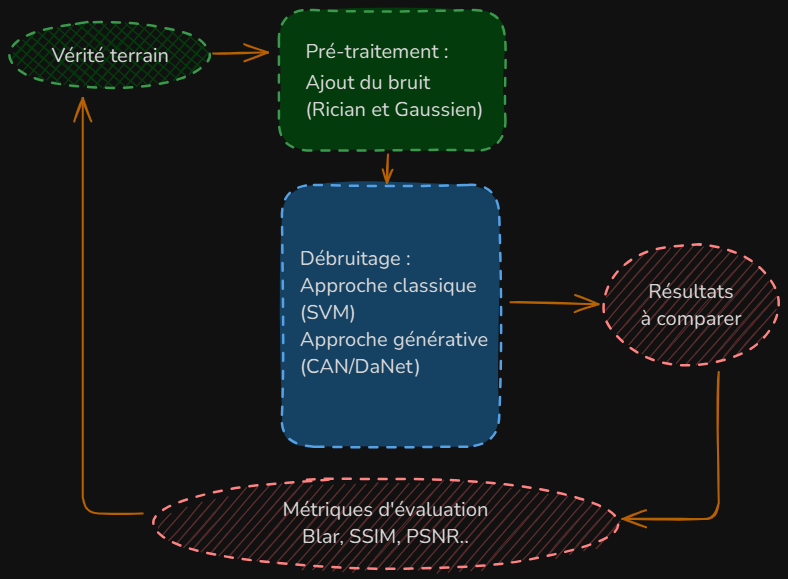 Vérité terrain
Pré-traitement :
Ajout du bruit
(Rician et Gaussien)
Débruitage :
Approche classique
(SVM)
Approche générative
(CAN/DaNet)
Résultats
à comparer
Métriques d'évaluation
Blar, SSIM, PSNR..